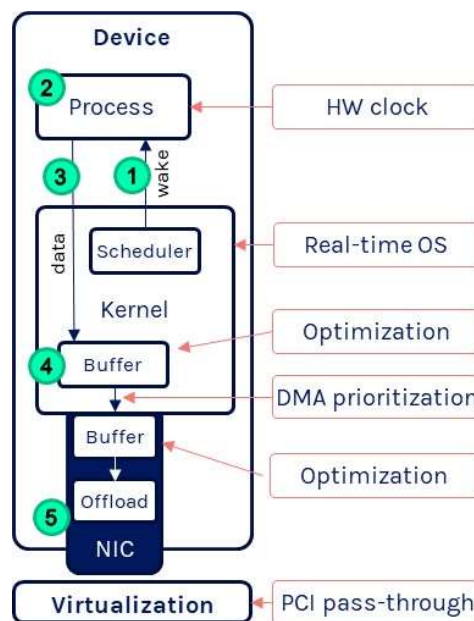 Device
2
Process
HW clock
3
1
wake
data
Scheduler
Real-time OS
Kernel
Optimization
4
Buffer
DMA prioritization
Buffer
Optimization
5
Offload
NIC
Virtualization
PCI pass-through